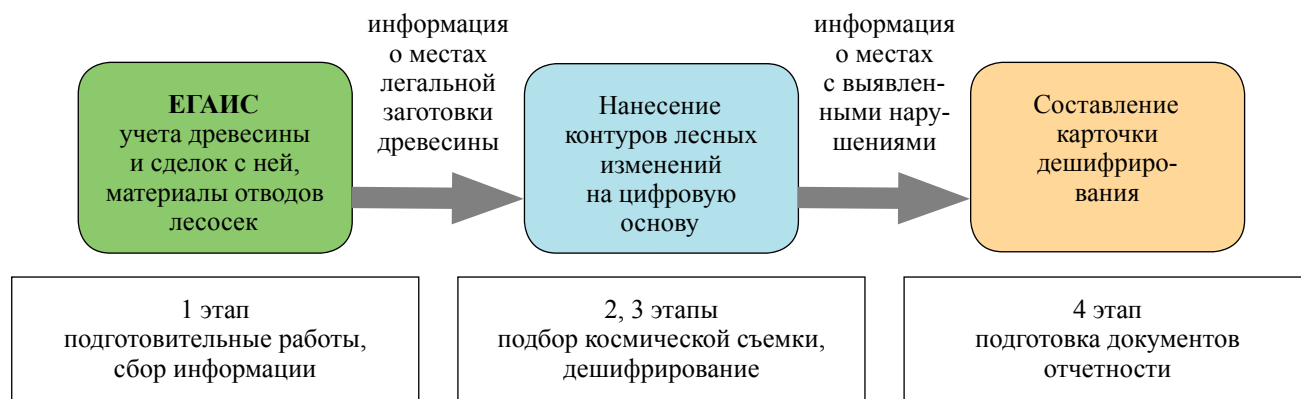 ЕГАИС
учета древесины
и сделок с ней,
материалы отводов
лесосек
информация
о местах
легальной
заготовки
древесины
Нанесение
контуров лесных
изменений
на цифровую
основу
информация
о местах
с выявлен-
ными нару-
шениями
Составление
карточки
дешифриро-
вания
1 этап
подготовительные работы,
сбор информации
2, 3 этапы
подбор космической съемки,
дешифрирование
4 этап
подготовка документов
отчетности